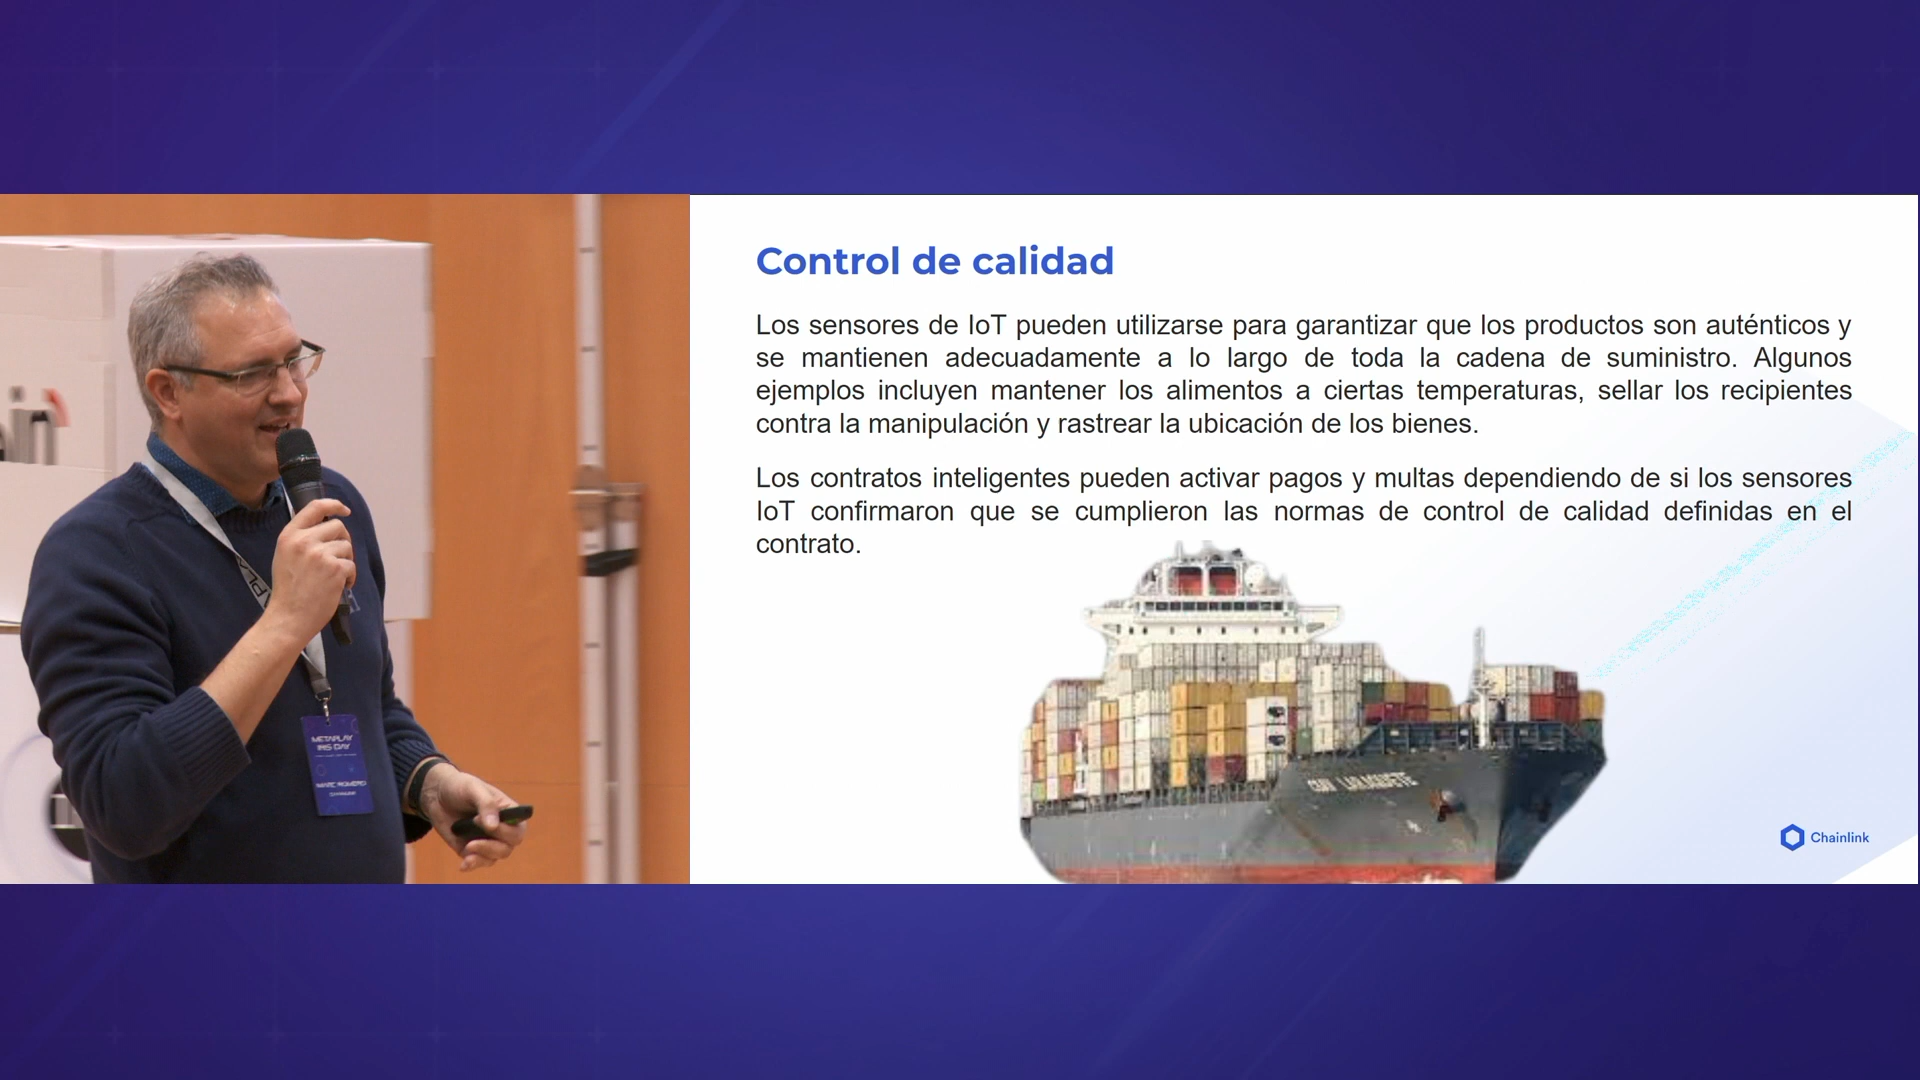 Control de calidad
Los sensores de IoT pueden utilizarse para garantizar que los productos son auténticos y
se mantienen adecuadamente a lo largo de toda la cadena de suministro. Algunos
ejemplos incluyen mantener los alimentos a ciertas temperaturas, sellar los recipientes
contra la manipulación y rastrear la ubicación de los bienes.
Los contratos inteligentes pueden activar pagos y multas dependiendo de si los sensores
IoT confirmaron que se cumplieron las normas de control de calidad definidas en el
contrato.
Chainlink
METAPLAY
IRIS DAY
MARC ROMERO